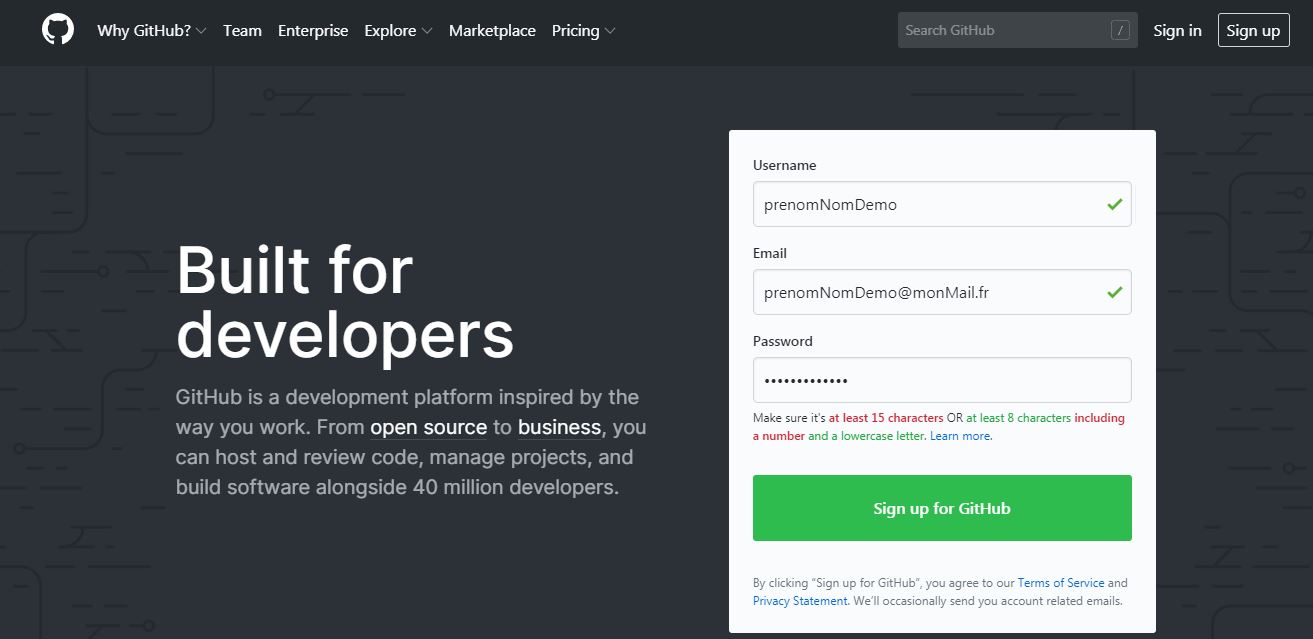 Why GitHub? Team Enterprise Explore Marketplace Pricing Search GitHub / Sign in Sign up
Built for
developers
GitHub is a development platform inspired by the
way you work. From open source to business, you
can host and review code, manage projects, and
build software alongside 40 million developers.
Username
prenomNomDemo
Email
prenomNomDemo@monMail.fr
Password
•••••••••••••
Make sure it's at least 15 characters OR at least 8 characters including
a number and a lowercase letter. Learn more.
Sign up for GitHub
By clicking “Sign up for GitHub”, you agree to our Terms of Service and
Privacy Statement. We’ll occasionally send you account related emails.